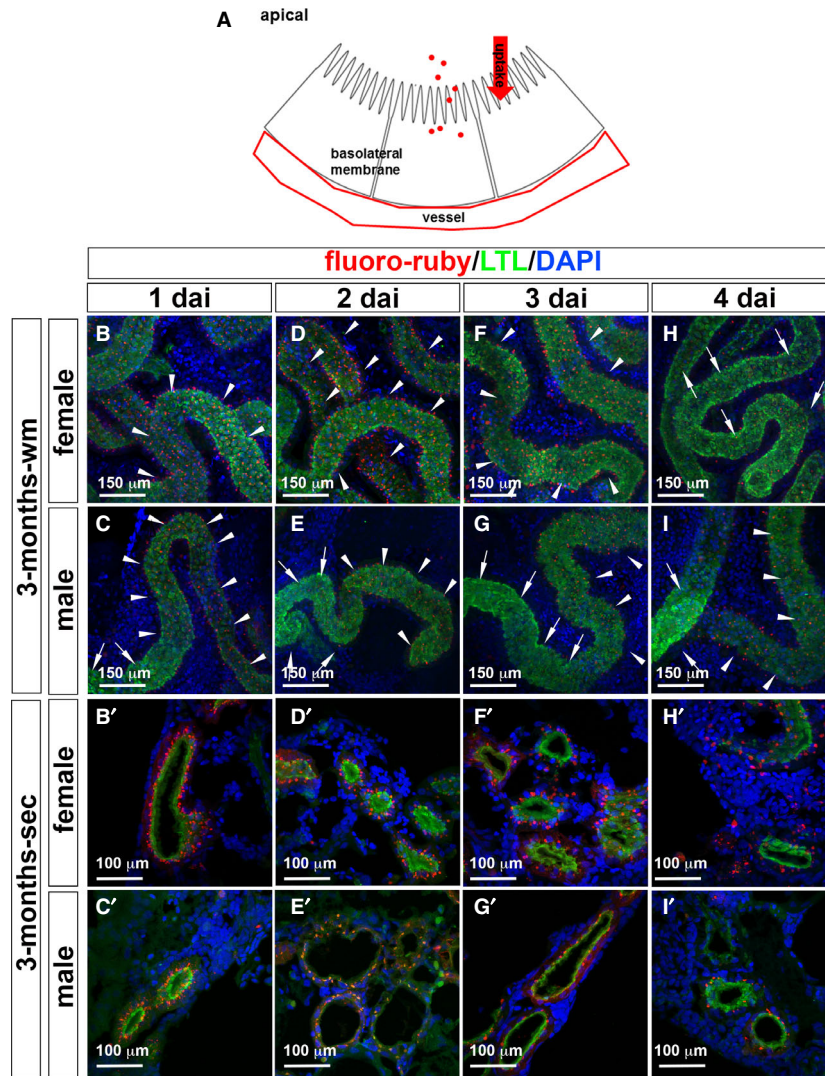 A
apical
uptake
basolateral
membrane
vessel
fluoro-ruby/LTL/DAPI
1 dai
2 dai
3 dai
4 dai
3-months-wm
female
B
150 μm
D
150 μm
F
150 μm
H
150 μm
male
C
150 μm
E
150 μm
G
150 μm
I
150 μm
3-months-sec
female
B′
100 μm
D′
100 μm
F′
100 μm
H′
100 μm
male
C′
100 μm
E′
100 μm
G′
100 μm
I′
100 μm